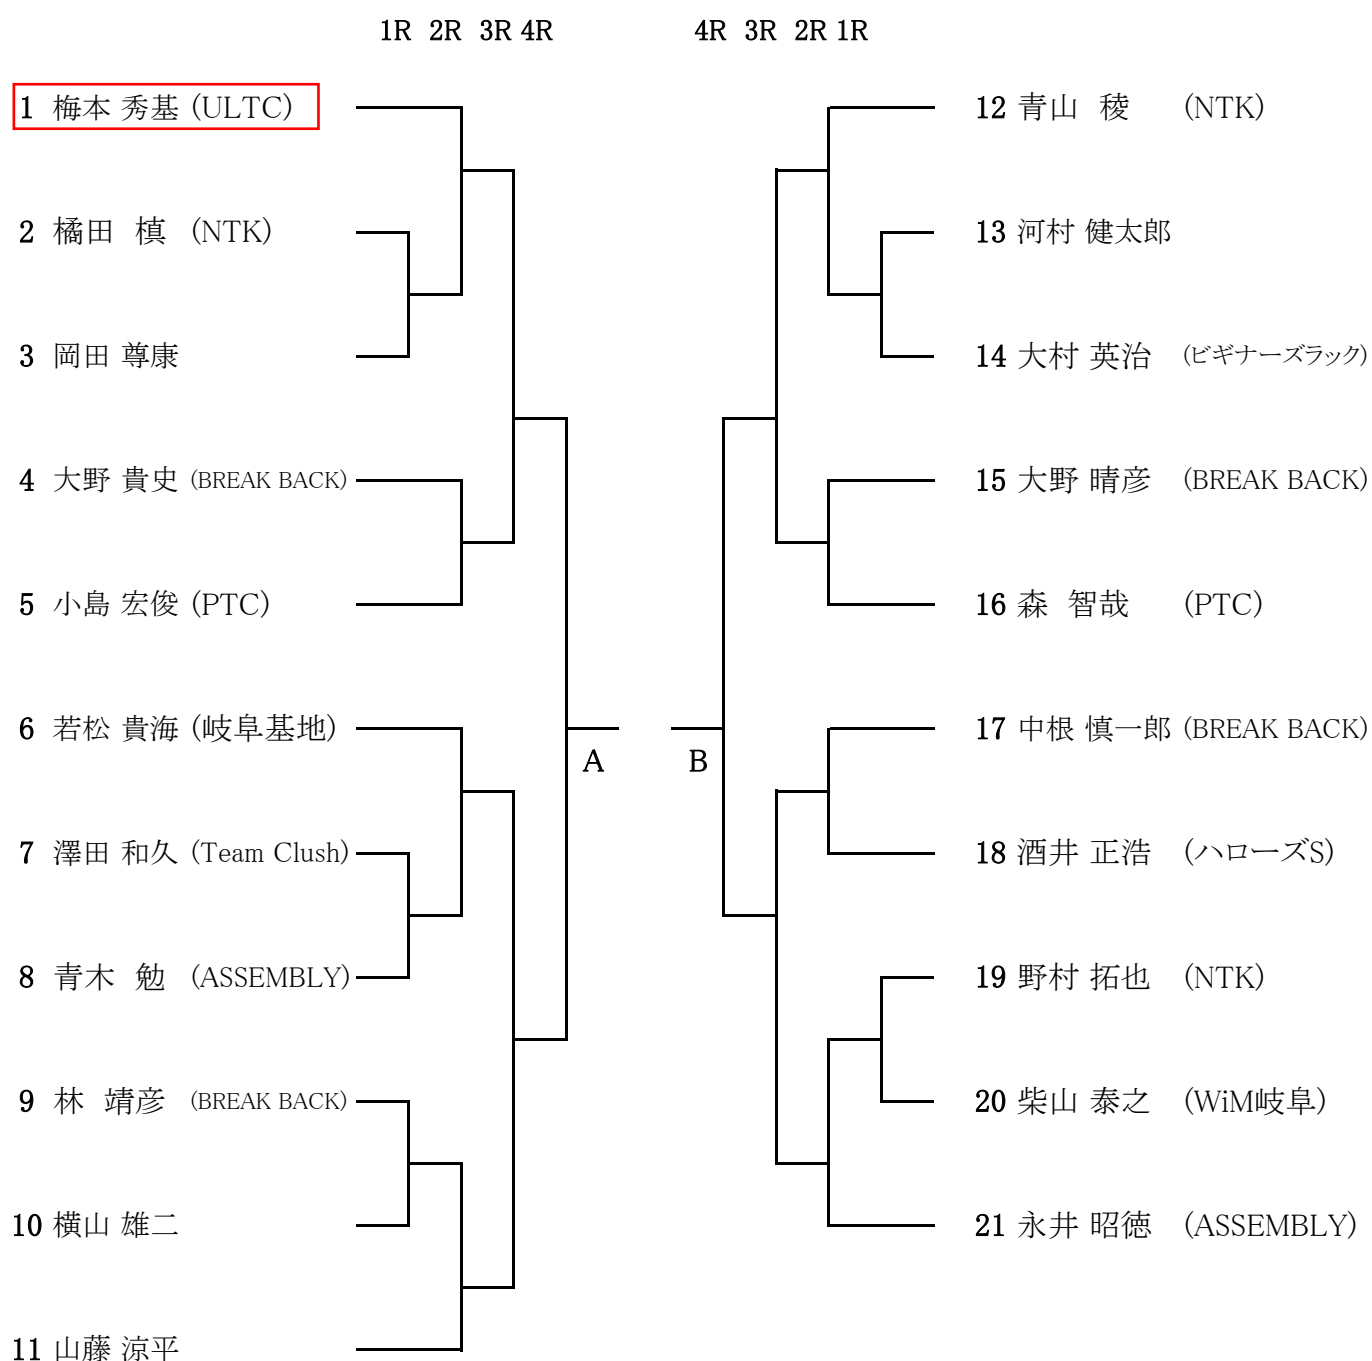 1R 2R 3R 4R
4R 3R 2R 1R
1 梅本 秀基 (ULTC)
2 橘田 槙 (NTK)
3 岡田 尊康
4 大野 貴史 (BREAK BACK)
5 小島 宏俊 (PTC)
6 若松 貴海 (岐阜基地)
7 澤田 和久 (Team Clush)
8 青木 勉 (ASSEMBLY)
9 林 靖彦 (BREAK BACK)
10 横山 雄二
11 山藤 涼平
A
B
12 青山 稜 (NTK)
13 河村 健太郎
14 大村 英治 (ビギナーズラック)
15 大野 晴彦 (BREAK BACK)
16 森 智哉 (PTC)
17 中根 慎一郎 (BREAK BACK)
18 酒井 正浩 (ハローズS)
19 野村 拓也 (NTK)
20 柴山 泰之 (WiM岐阜)
21 永井 昭徳 (ASSEMBLY)